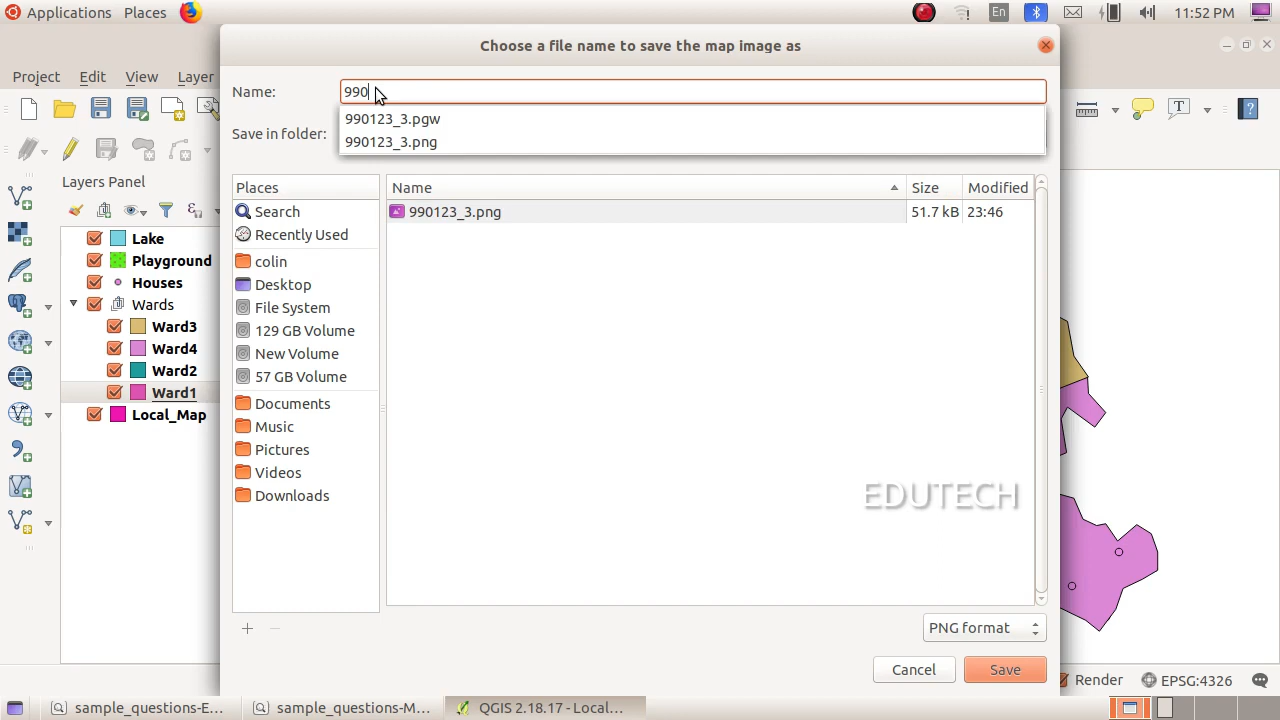 Applications Places En 11:52 PM
Choose a file name to save the map image as
Project Edit View Layer
Name: 990
990123_3.pgw
Save in folder:
990123_3.png
Layers Panel
Places Name Size Modified
Search 990123_3.png 51.7 kB 23:46
Recently Used
Lake
colin
Playground
Houses
Desktop
Wards
File System
Ward3
129 GB Volume
Ward4
New Volume
Ward2
57 GB Volume
Ward1
Documents
Local_Map
Music
Pictures
Videos
Downloads
EDUTECH
PNG format
Cancel Save
Render EPSG:4326
sample_questions-E... sample_questions-M... QGIS 2.18.17 - Local...